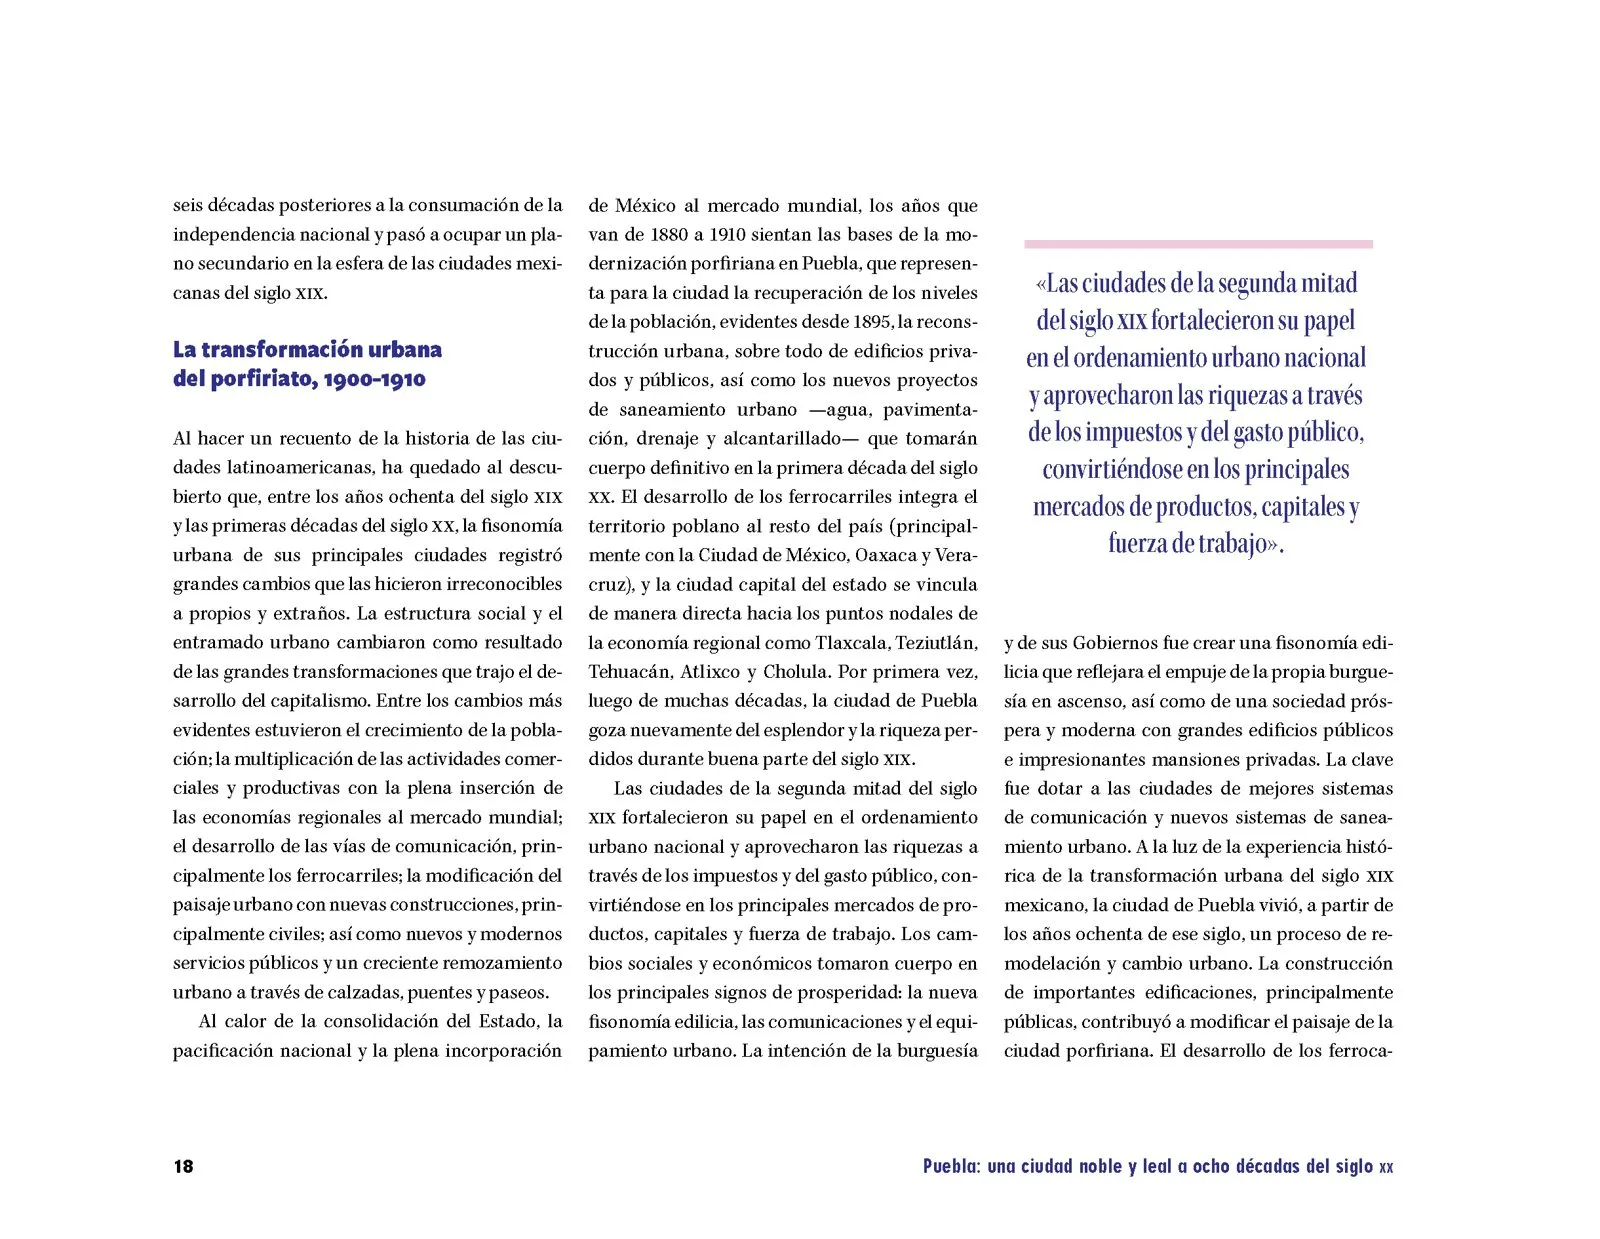 seis décadas posteriores a la consumación de la
independencia nacional y pasó a ocupar un pla-
no secundario en la esfera de las ciudades mexi-
canas del siglo XIX.
La transformación urbana
del porfiriato, 1900-1910
Al hacer un recuento de la historia de las ciu-
dades latinoamericanas, ha quedado al descu-
bierto que, entre los años ochenta del siglo XIX
y las primeras décadas del siglo XX, la fisonomía
urbana de sus principales ciudades registró
grandes cambios que las hicieron irreconocibles
a propios y extraños. La estructura social y el
entramado urbano cambiaron como resultado
de las grandes transformaciones que trajo el de-
sarrollo del capitalismo. Entre los cambios más
evidentes estuvieron el crecimiento de la pobla-
ción; la multiplicación de las actividades comer-
ciales y productivas con la plena inserción de
las economías regionales al mercado mundial;
el desarrollo de las vías de comunicación, prin-
cipalmente los ferrocarriles; la modificación del
paisaje urbano con nuevas construcciones, prin-
cipalmente civiles; así como nuevos y modernos
servicios públicos y un creciente remozamiento
urbano a través de calzadas, puentes y paseos.
Al calor de la consolidación del Estado, la
pacificación nacional y la plena incorporación
de México al mercado mundial, los años que
van de 1880 a 1910 sientan las bases de la mo-
dernización porfiriana en Puebla, que represen-
ta para la ciudad la recuperación de los niveles
de la población, evidentes desde 1895, la recons-
trucción urbana, sobre todo de edificios priva-
dos y públicos, así como los nuevos proyectos
de saneamiento urbano —agua, pavimenta-
ción, drenaje y alcantarillado— que tomarán
cuerpo definitivo en la primera década del siglo
XX. El desarrollo de los ferrocarriles integra el
territorio poblano al resto del país (principal-
mente con la Ciudad de México, Oaxaca y Vera-
cruz), y la ciudad capital del estado se vincula
de manera directa hacia los puntos nodales de
la economía regional como Tlaxcala, Teziutlán,
Tehuacán, Atlixco y Cholula. Por primera vez,
luego de muchas décadas, la ciudad de Puebla
goza nuevamente del esplendor y la riqueza per-
didos durante buena parte del siglo XIX.
Las ciudades de la segunda mitad del siglo
XIX fortalecieron su papel en el ordenamiento
urbano nacional y aprovecharon las riquezas a
través de los impuestos y del gasto público, con-
virtiéndose en los principales mercados de pro-
ductos, capitales y fuerza de trabajo. Los cam-
bios sociales y económicos tomaron cuerpo en
los principales signos de prosperidad: la nueva
fisonomía edilicia, las comunicaciones y el equi-
pamiento urbano. La intención de la burguesía
«Las ciudades de la segunda mitad
del siglo XIX fortalecieron su papel
en el ordenamiento urbano nacional
y aprovecharon las riquezas a través
de los impuestos y del gasto público,
convirtiéndose en los principales
mercados de productos, capitales y
fuerza de trabajo».
y de sus Gobiernos fue crear una fisonomía edi-
licia que reflejara el empuje de la propia burgue-
sía en ascenso, así como de una sociedad prós-
pera y moderna con grandes edificios públicos
e impresionantes mansiones privadas. La clave
fue dotar a las ciudades de mejores sistemas
de comunicación y nuevos sistemas de sanea-
miento urbano. A la luz de la experiencia histó-
rica de la transformación urbana del siglo XIX
mexicano, la ciudad de Puebla vivió, a partir de
los años ochenta de ese siglo, un proceso de re-
modelación y cambio urbano. La construcción
de importantes edificaciones, principalmente
públicas, contribuyó a modificar el paisaje de la
ciudad porfiriana. El desarrollo de los ferroca-
18
Puebla: una ciudad noble y leal a ocho décadas del siglo XX